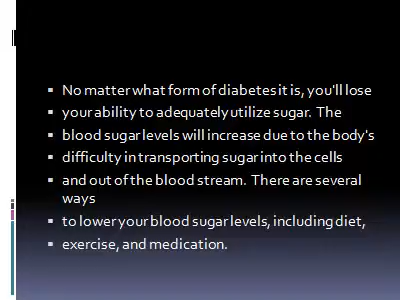 No matter what form of diabetes it is, you'll lose
your ability to adequately utilize sugar. The
blood sugar levels will increase due to the body's
difficulty in transporting sugar into the cells
and out of the blood stream. There are several
ways
to lower your blood sugar levels, including diet,
exercise, and medication.